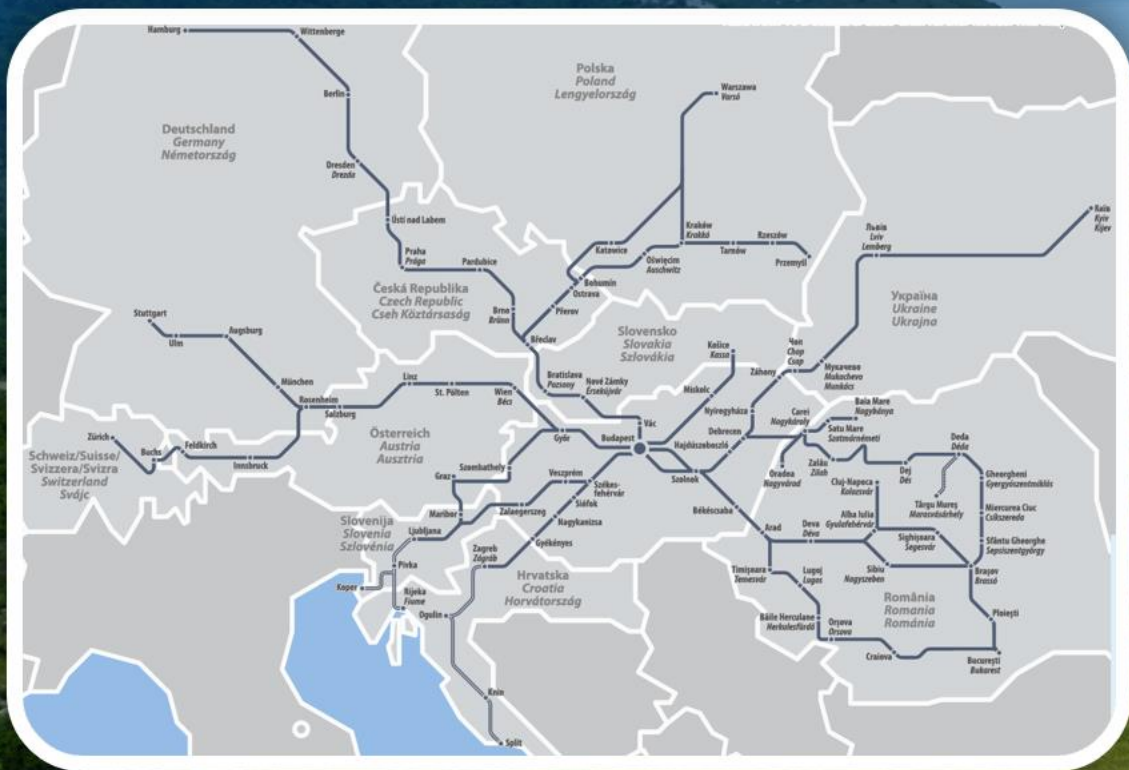 Hamburg
Wittenberge
Berlin
Deutschland
Germany
Németország
Dresden
Drezda
Ústí nad Labem
Praha
Prága
Pardubice
Česká Republika
Czech Republic
Cseh Köztársaság
Brno
Brünn
Břeclav
Polska
Poland
Lengyelország
Warszawa
Varsó
Katowice
Kraków
Krakkó
Oświęcim
Auschwitz
Tarnów
Rzeszów
Przemyśl
Bohumín
Ostrava
Přerov
Львів
Lviv
Lemberg
Київ
Kyiv
Kijev
Україна
Ukraine
Ukrajna
Чоп
Chop
Csap
Мукачеве
Mukachevo
Munkács
Slovensko
Slovakia
Szlovákia
Košice
Kassa
Bratislava
Pozsony
Nové Zámky
Érsekújvár
Stuttgart
Ulm
Augsburg
München
Rosenheim
Salzburg
Linz
St. Pölten
Wien
Bécs
Österreich
Austria
Ausztria
Zürich
Buchs
Feldkirch
Innsbruck
Schweiz/Suisse/
Svizzera/Svizra
Switzerland
Svájc
Győr
Vác
Budapest
Miskolc
Nyíregyháza
Záhony
Debrecen
Hajdúszoboszló
Szolnok
Békéscsaba
Szombathely
Graz
Maribor
Zalaegerszeg
Veszprém
Székes-
fehérvár
Siófok
Nagykanizsa
Gyékényes
Slovenija
Slovenia
Szlovénia
Ljubljana
Pivka
Koper
Rijeka
Fiume
Zagreb
Zágráb
Ogulin
Hrvatska
Croatia
Horvátország
Knin
Split
Carei
Nagykároly
Baia Mare
Nagybánya
Satu Mare
Szatmárnémeti
Oradea
Nagyvárad
Zalău
Zilah
Dej
Dés
Deda
Déda
Gheorgheni
Gyergyószentmiklós
Cluj-Napoca
Kolozsvár
Târgu Mureș
Marosvásárhely
Miercurea Ciuc
Csíkszereda
Alba Iulia
Gyulafehérvár
Sighișoara
Segesvár
Sfântu Gheorghe
Sepsiszentgyörgy
Arad
Deva
Déva
Sibiu
Nagyszeben
Brașov
Brassó
Timișoara
Temesvár
Lugoj
Lugos
România
Romania
Románia
Ploiești
Băile Herculane
Herkulesfürdő
Orșova
Orsova
Craiova
București
Bukarest